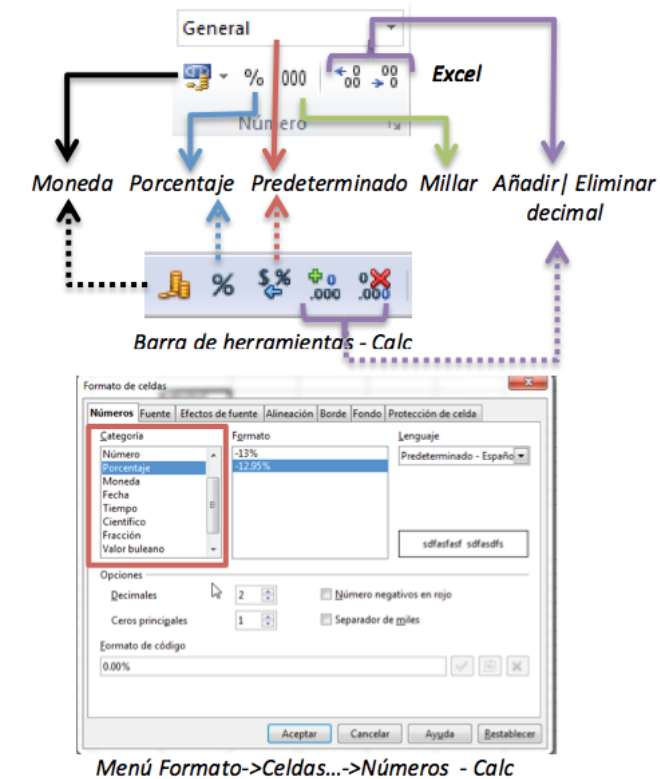 General
% 000 ←0 00 00 →0 Excel
Número
Moneda Porcentaje Predeterminado Millar Añadir| Eliminar
decimal
% $% 0 .000 0 .000
Barra de herramientas - Calc
Formato de celdas
Números Fuente Efectos de fuente Alineación Borde Fondo Protección de celda
Categoría Formato Lenguaje
Número -13% Predeterminado - Españo
Porcentaje -12.95%
Moneda
Fecha
Tiempo
Científico
Fracción
Valor buleano sdfasfasf sdfasdfs
Opciones
Decimales 2 Número negativos en rojo
Ceros principales 1 Separador de miles
Formato de código
0.00%
Aceptar Cancelar Ayuda Restablecer
Menú Formato->Celdas...->Números - Calc